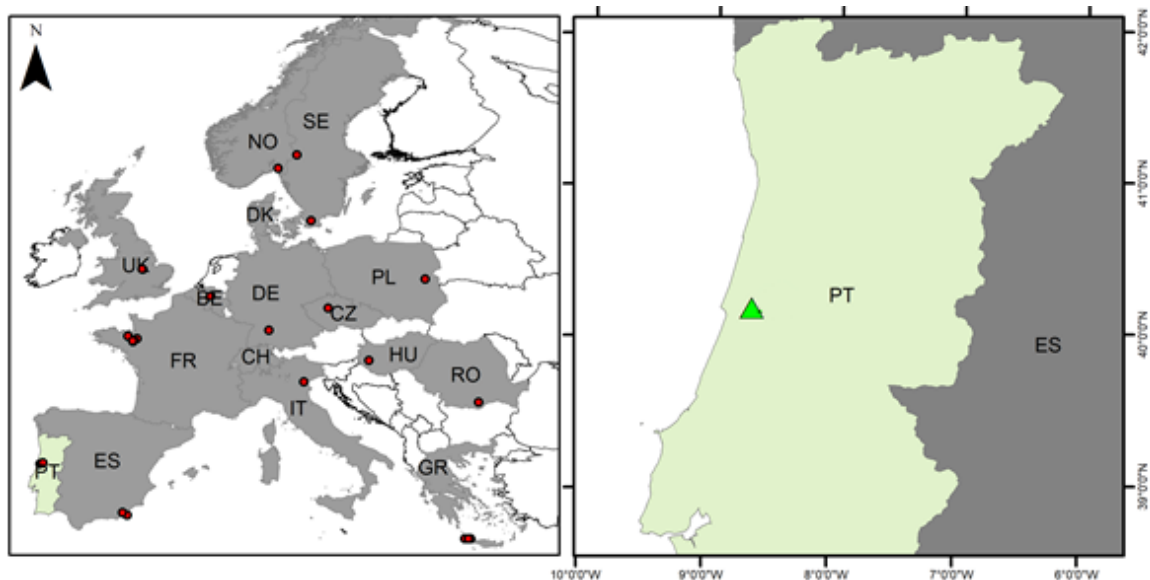 N
SE
NO
DK
UK
BE
DE
PL
CZ
FR
CH
HU
RO
IT
PT
ES
GR
PT
ES
42°0'0"N
41°0'0"N
40°0'0"N
39°0'0"N
10°0'0"W
9°0'0"W
8°0'0"W
7°0'0"W
6°0'0"W